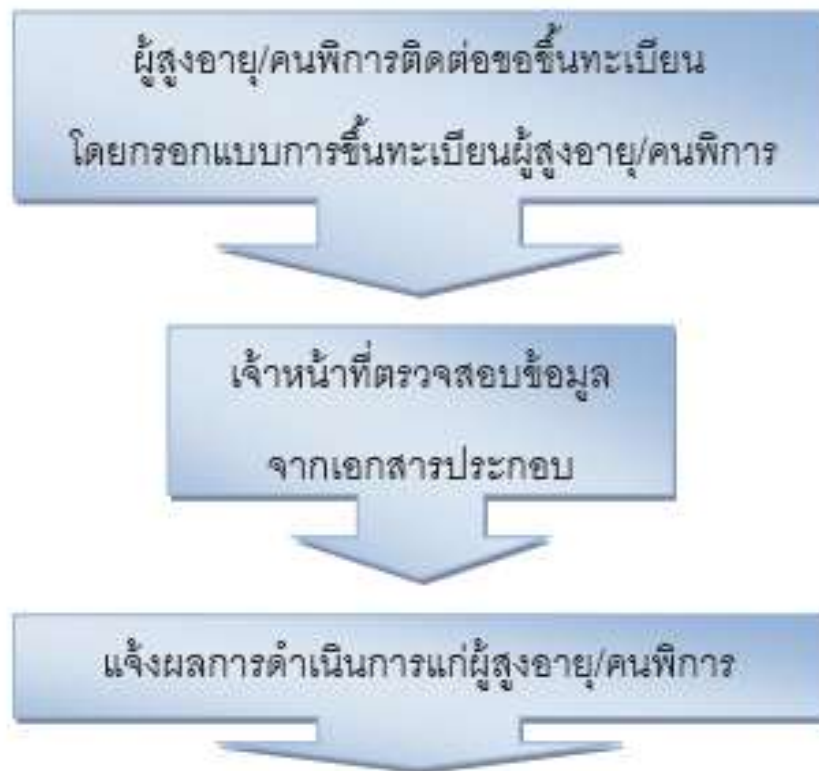 ผู้สูงอายุ/คนพิการติดต่อขอขึ้นทะเบียน
โดยกรอกแบบการขึ้นทะเบียนผู้สูงอายุ/คนพิการ
เจ้าหน้าที่ตรวจสอบข้อมูล
จากเอกสารประกอบ
แจ้งผลการดำเนินการแก่ผู้สูงอายุ/คนพิการ